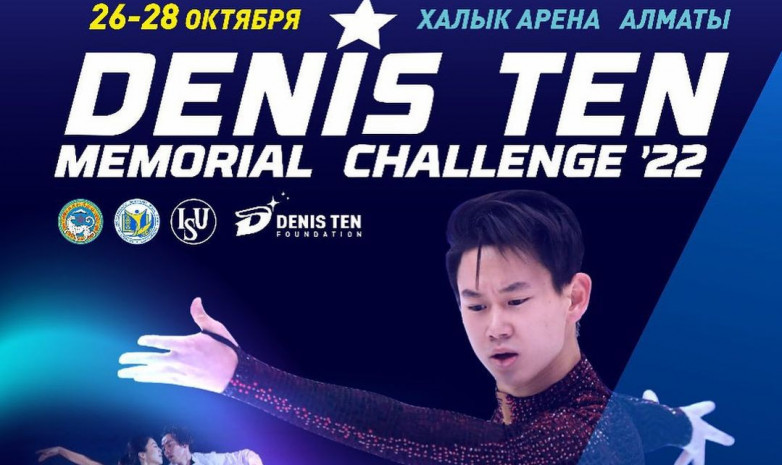 26-28 ОКТЯБРЯ ХАЛЫК АРЕНА АЛМАТЫ
DENIS TEN
MEMORIAL CHALLENGE '22
ISU
DENIS TEN
FOUNDATION